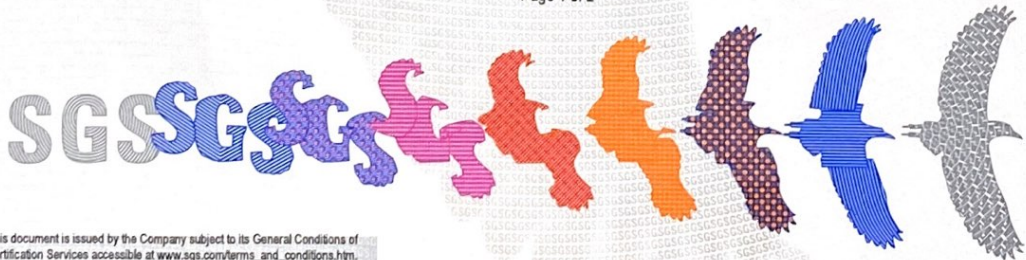 SGS SGS SGS
is document is issued by the Company subject to its General Conditions of
rtification Services accessible at www.sgs.com/terms_and_conditions.htm.